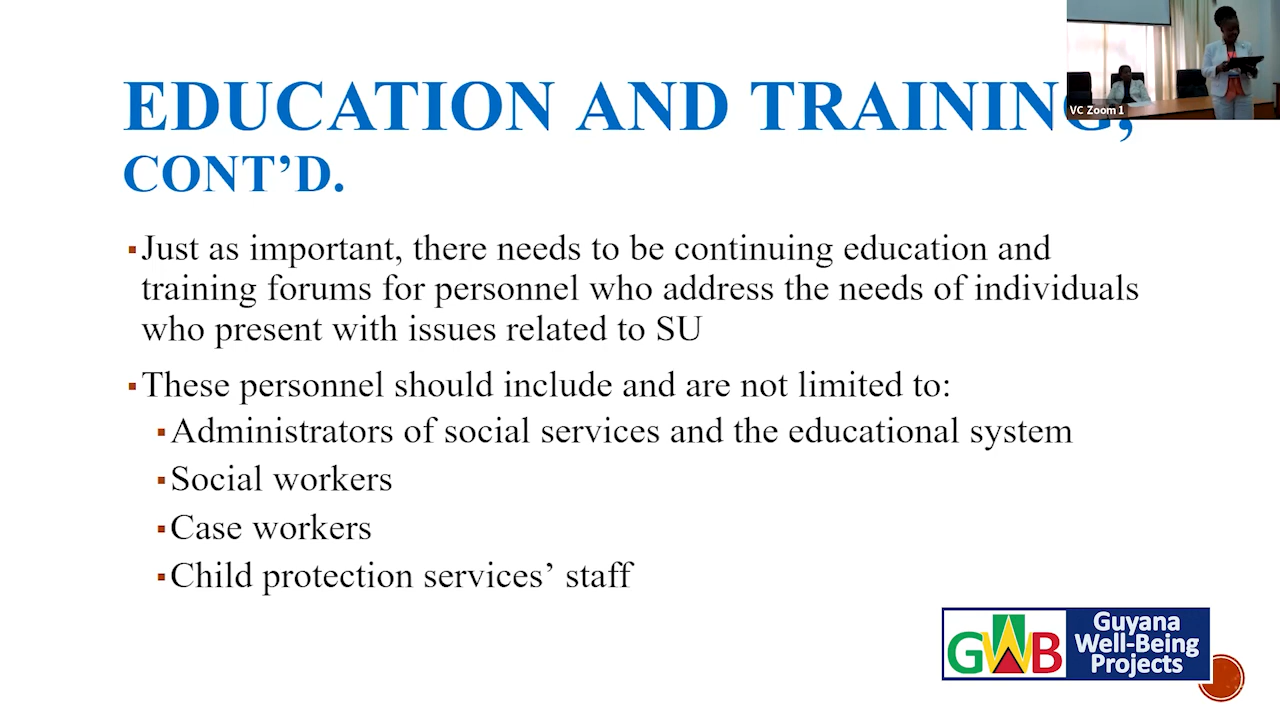 EDUCATION AND TRAINING,
CONT’D.
VC Zoom 1
▪Just as important, there needs to be continuing education and
training forums for personnel who address the needs of individuals
who present with issues related to SU
▪These personnel should include and are not limited to:
▪Administrators of social services and the educational system
▪Social workers
▪Case workers
▪Child protection services’ staff
GWB
Guyana
Well-Being
Projects